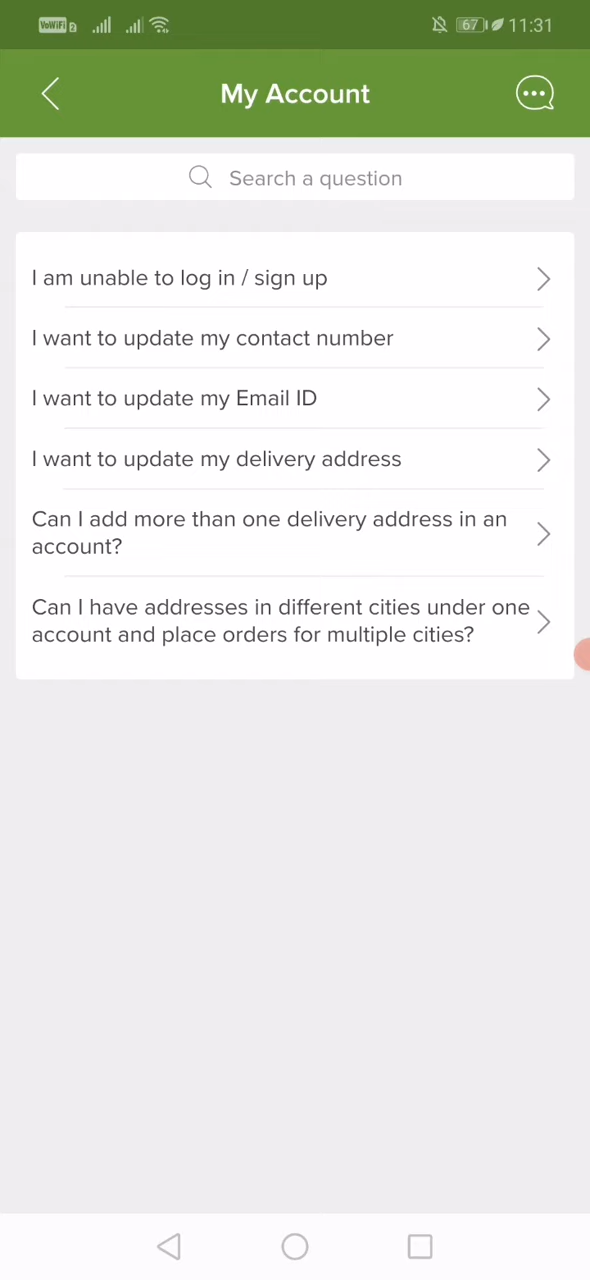 VoWiFi 2
67
11:31
My Account
Search a question
I am unable to log in / sign up
I want to update my contact number
I want to update my Email ID
I want to update my delivery address
Can I add more than one delivery address in an
account?
Can I have addresses in different cities under one
account and place orders for multiple cities?